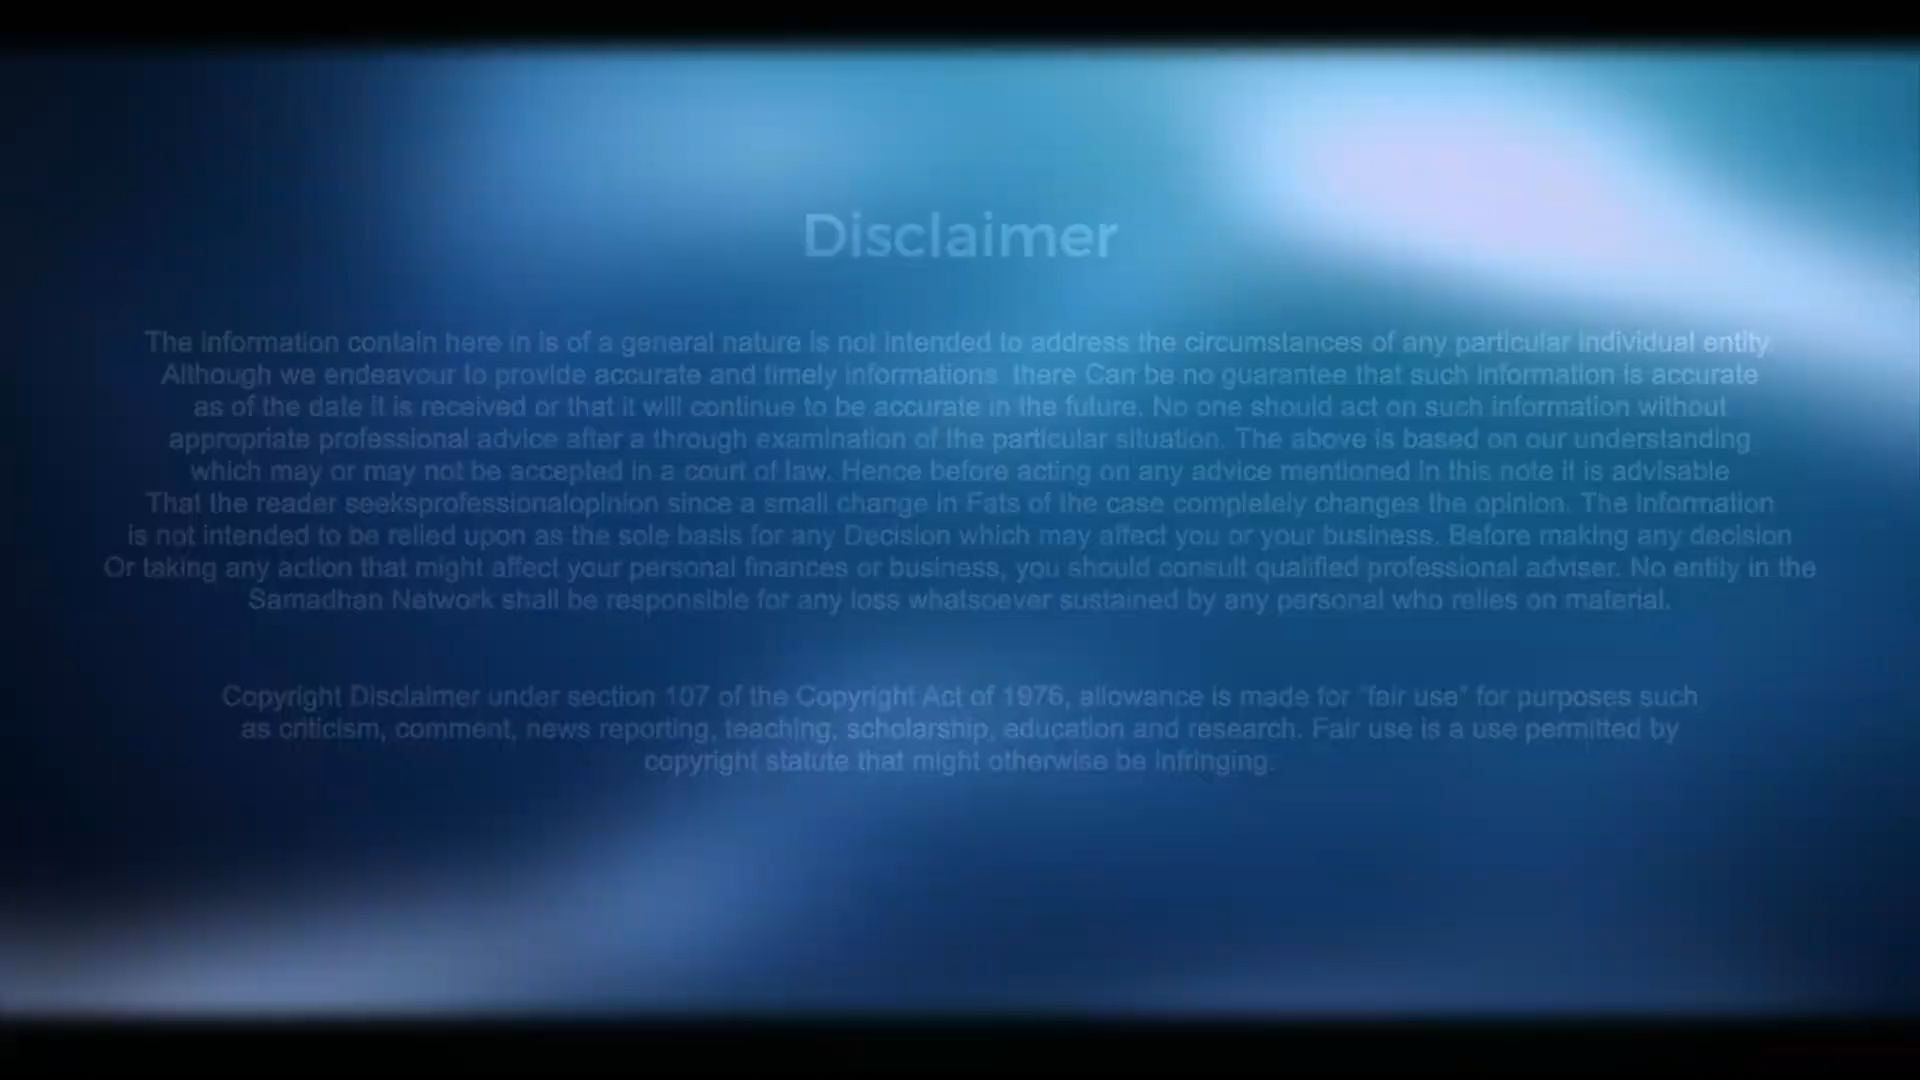 Disclaimer
The information contain here in is of a general nature is not intended to address the circumstances of any particular individual entity.
Although we endeavour to provide accurate and timely informations there Can be no guarantee that such information is accurate
as of the date it is received or that it will continue to be accurate in the future. No one should act on such information without
appropriate professional advice after a through examination of the particular situation. The above is based on our understanding
which may or may not be accepted in a court of law. Hence before acting on any advice mentioned in this note it is advisable
That the reader seeksprofessionalopinion since a small change in Fats of the case completely changes the opinion. The Information
is not intended to be relied upon as the sole basis for any Decision which may affect you or your business. Before making any decision
Or taking any action that might affect your personal finances or business, you should consult qualified professional adviser. No entity in the
Samadhan Network shall be responsible for any loss whatsoever sustained by any personal who relies on material.
Copyright Disclaimer under section 107 of the Copyright Act of 1976, allowance is made for "fair use" for purposes such
as criticism, comment, news reporting, teaching, scholarship, education and research. Fair use is a use permitted by
copyright statute that might otherwise be infringing.